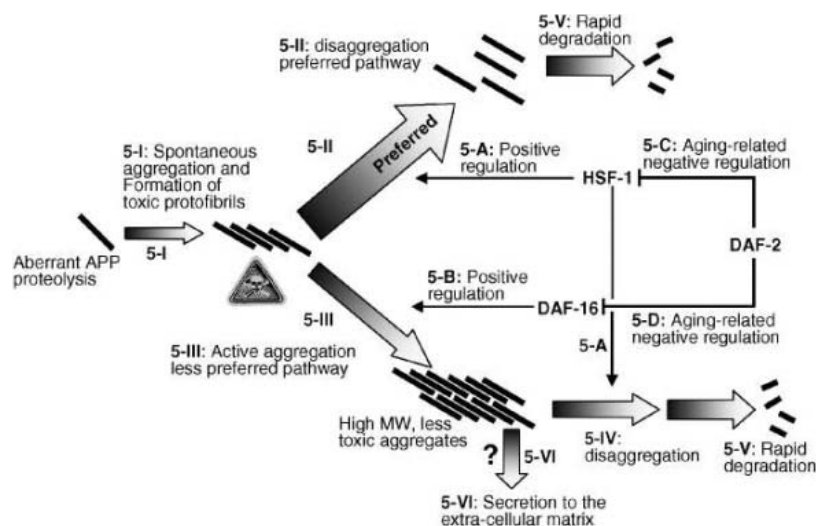 5-II: disaggregation
preferred pathway
5-V: Rapid
degradation
5-II
Preferred
5-I: Spontaneous
aggregation and
Formation of
toxic protofibrils
5-A: Positive
regulation
5-C: Aging-related
negative regulation
HSF-1
5-I
Aberrant APP
proteolysis
DAF-2
5-B: Positive
regulation
DAF-16
5-III
5-D: Aging-related
negative regulation
5-A
5-III: Active aggregation
less preferred pathway
High MW, less
toxic aggregates
?
5-VI
5-IV:
disaggregation
5-V: Rapid
degradation
5-VI: Secretion to the
extra-cellular matrix